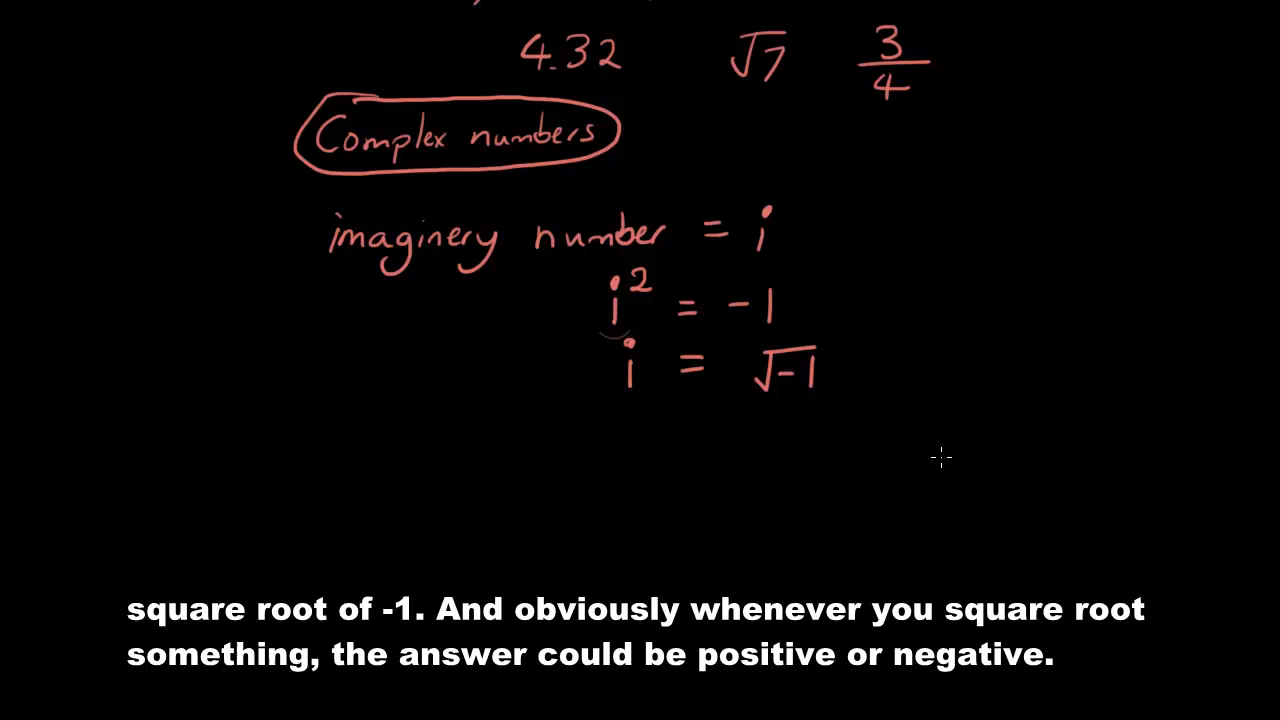 4.32 √7 3/4
Complex numbers
imaginery number = i
i² = -1
i = √-1
square root of -1. And obviously whenever you square root
something, the answer could be positive or negative.